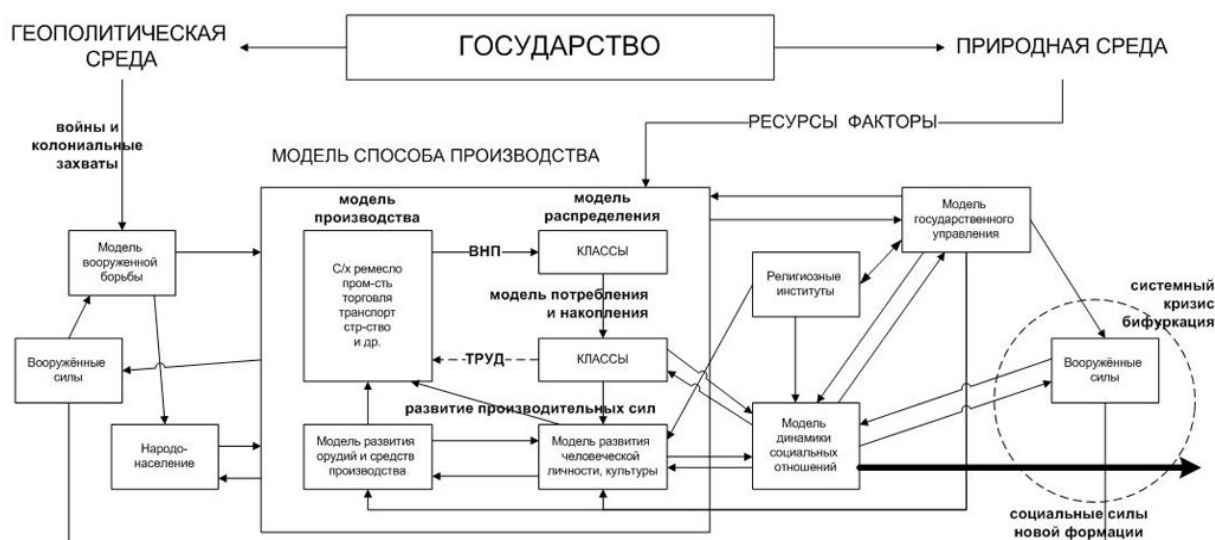 ГЕОПОЛИТИЧЕСКАЯ
СРЕДА
ГОСУДАРСТВО
ПРИРОДНАЯ СРЕДА
войны и
колониальные
захваты
РЕСУРСЫ ФАКТОРЫ
МОДЕЛЬ СПОСОБА ПРОИЗВОДСТВА
модель
производства
модель
распределения
Модель
вооруженной
борьбы
С/х ремесло
пром-сть
торговля
транспорт
стр-ство
и др.
ВНП
КЛАССЫ
Модель
государственного
управления
Религиозные
институты
модель потребления
и накопления
системный
кризис
бифуркация
Вооружённые
силы
ТРУД
КЛАССЫ
Вооружённые
силы
развитие производительных сил
Народо-
население
Модель развития
орудий и средств
производства
Модель развития
человеческой
личности, культуры
Модель
динамики
социальных
отношений
социальные силы
новой формации